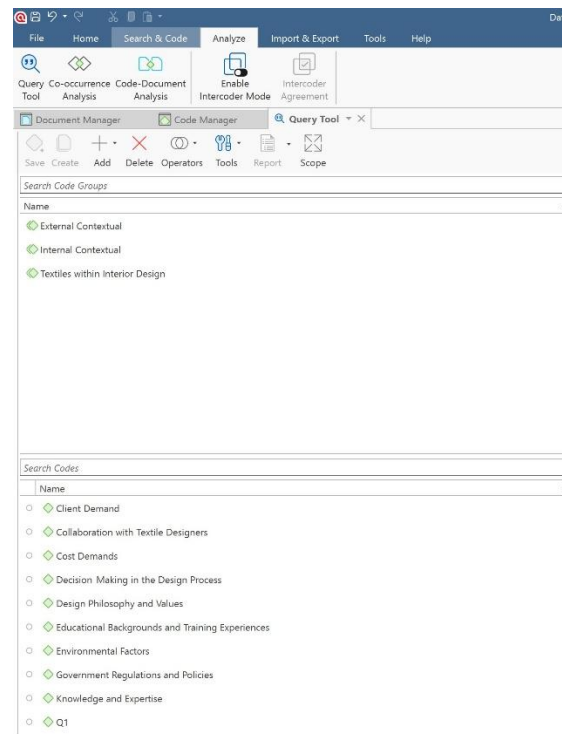 Da
File Home Search & Code Analyze Import & Export Tools Help
Query Tool Co-occurrence Analysis Code-Document Analysis Enable Intercoder Mode Intercoder Agreement
Document Manager Code Manager Query Tool
Save Create Add Delete Operators Tools Report Scope
Search Code Groups
Name
External Contextual
Internal Contextual
Textiles within Interior Design
Search Codes
Name
Client Demand
Collaboration with Textile Designers
Cost Demands
Decision Making in the Design Process
Design Philosophy and Values
Educational Backgrounds and Training Experiences
Environmental Factors
Government Regulations and Policies
Knowledge and Expertise
Q1